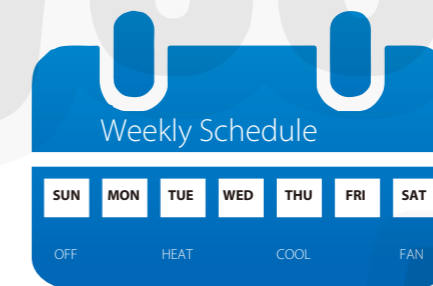 Weekly Schedule
SUN MON TUE WED THU FRI SAT
OFF HEAT COOL FAN